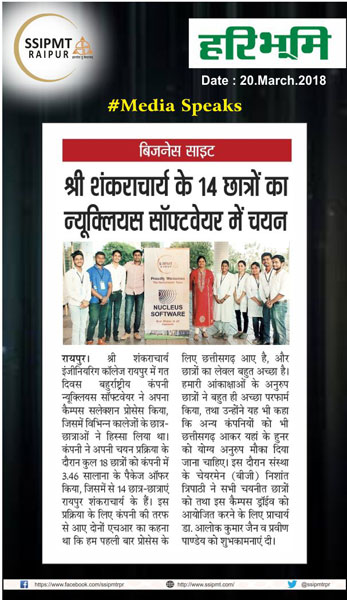 SSIPMT
RAIPUR
हरिभूमि
Date : 20.March.2018
#Media Speaks
बिजनेस साइट
श्री शंकराचार्य के 14 छात्रों का
न्यूक्लियस सॉफ्टवेयर में चयन
SSIPMT
NUCLEUS
SOFTWARE
रायपुर। श्री शंकराचार्य
इंजीनियरिंग कॉलेज रायपुर में गत
दिवस बहुर्राष्ट्रीय कंपनी
न्यूक्लियस सॉफ्टवेयर ने अपना
कैम्पस सलेक्शन प्रोसेस किया,
जिसमें विभिन्न कालेजों के छात्र-
छात्राओं ने हिस्सा लिया था।
कंपनी ने अपनी चयन प्रक्रिया के
दौरान कुल 18 छात्रों को कंपनी में
3.46 सालाना के पैकेज ऑफर
किया, जिसमें से 14 छात्र-छात्राएं
रायपुर शंकराचार्य के हैं। इस
प्रक्रिया के लिए कंपनी की तरफ
से आए दोनों एचआर का कहना
था कि हम पहली बार प्रोसेस के
लिए छत्तीसगढ़ आए है, और
छात्रों का लेवल बहुत अच्छा है।
हमारी आंकाक्षाओं के अनुरुप
छात्रों ने बहुत ही अच्छा परफार्म
किया, तथा उन्होंने यह भी कहा
कि अन्य कंपनियों को भी
छत्तीसगढ़ आकर यहां के हुनर
को योग्य अनुरुप मौका दिया
जाना चाहिए। इस दौरान संस्था
के चेयरमेन (बीजी) निशांत
त्रिपाठी ने सभी चयनीत छात्रों
को तथा इस कैम्पस ड्राईव को
आयोजित करने के लिए प्राचार्य
डा. आलोक कुमार जैन व प्रवीण
पाण्डेय को शुभकामनाएं दी।
https://www.facebook.com/ssipmtrpr
https://www.ssipmt.com/
@ssipmtrpr